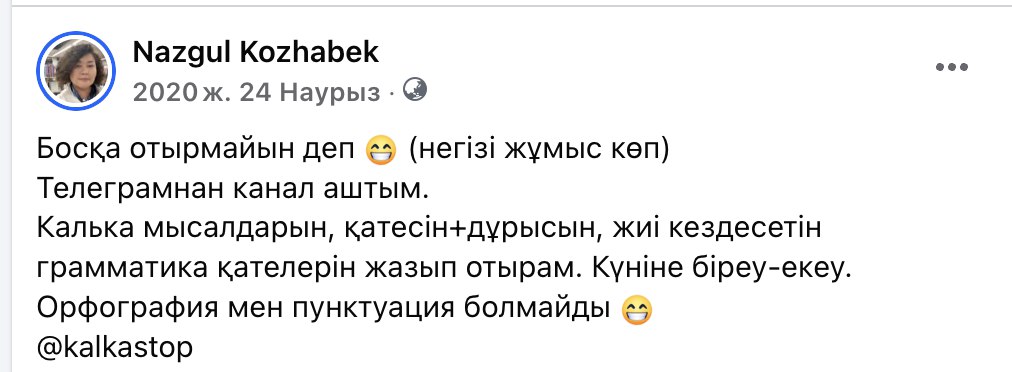 Nazgul Kozhabek
2020 ж. 24 Наурыз ·
Босқа отырмайын деп 😁 (негізі жұмыс көп)
Телеграмнан канал аштым.
Калька мысалдарын, қатесін+дұрысын, жиі кездесетін
грамматика қателерін жазып отырам. Күніне біреу-екеу.
Орфография мен пунктуация болмайды 😁
@kalkastop